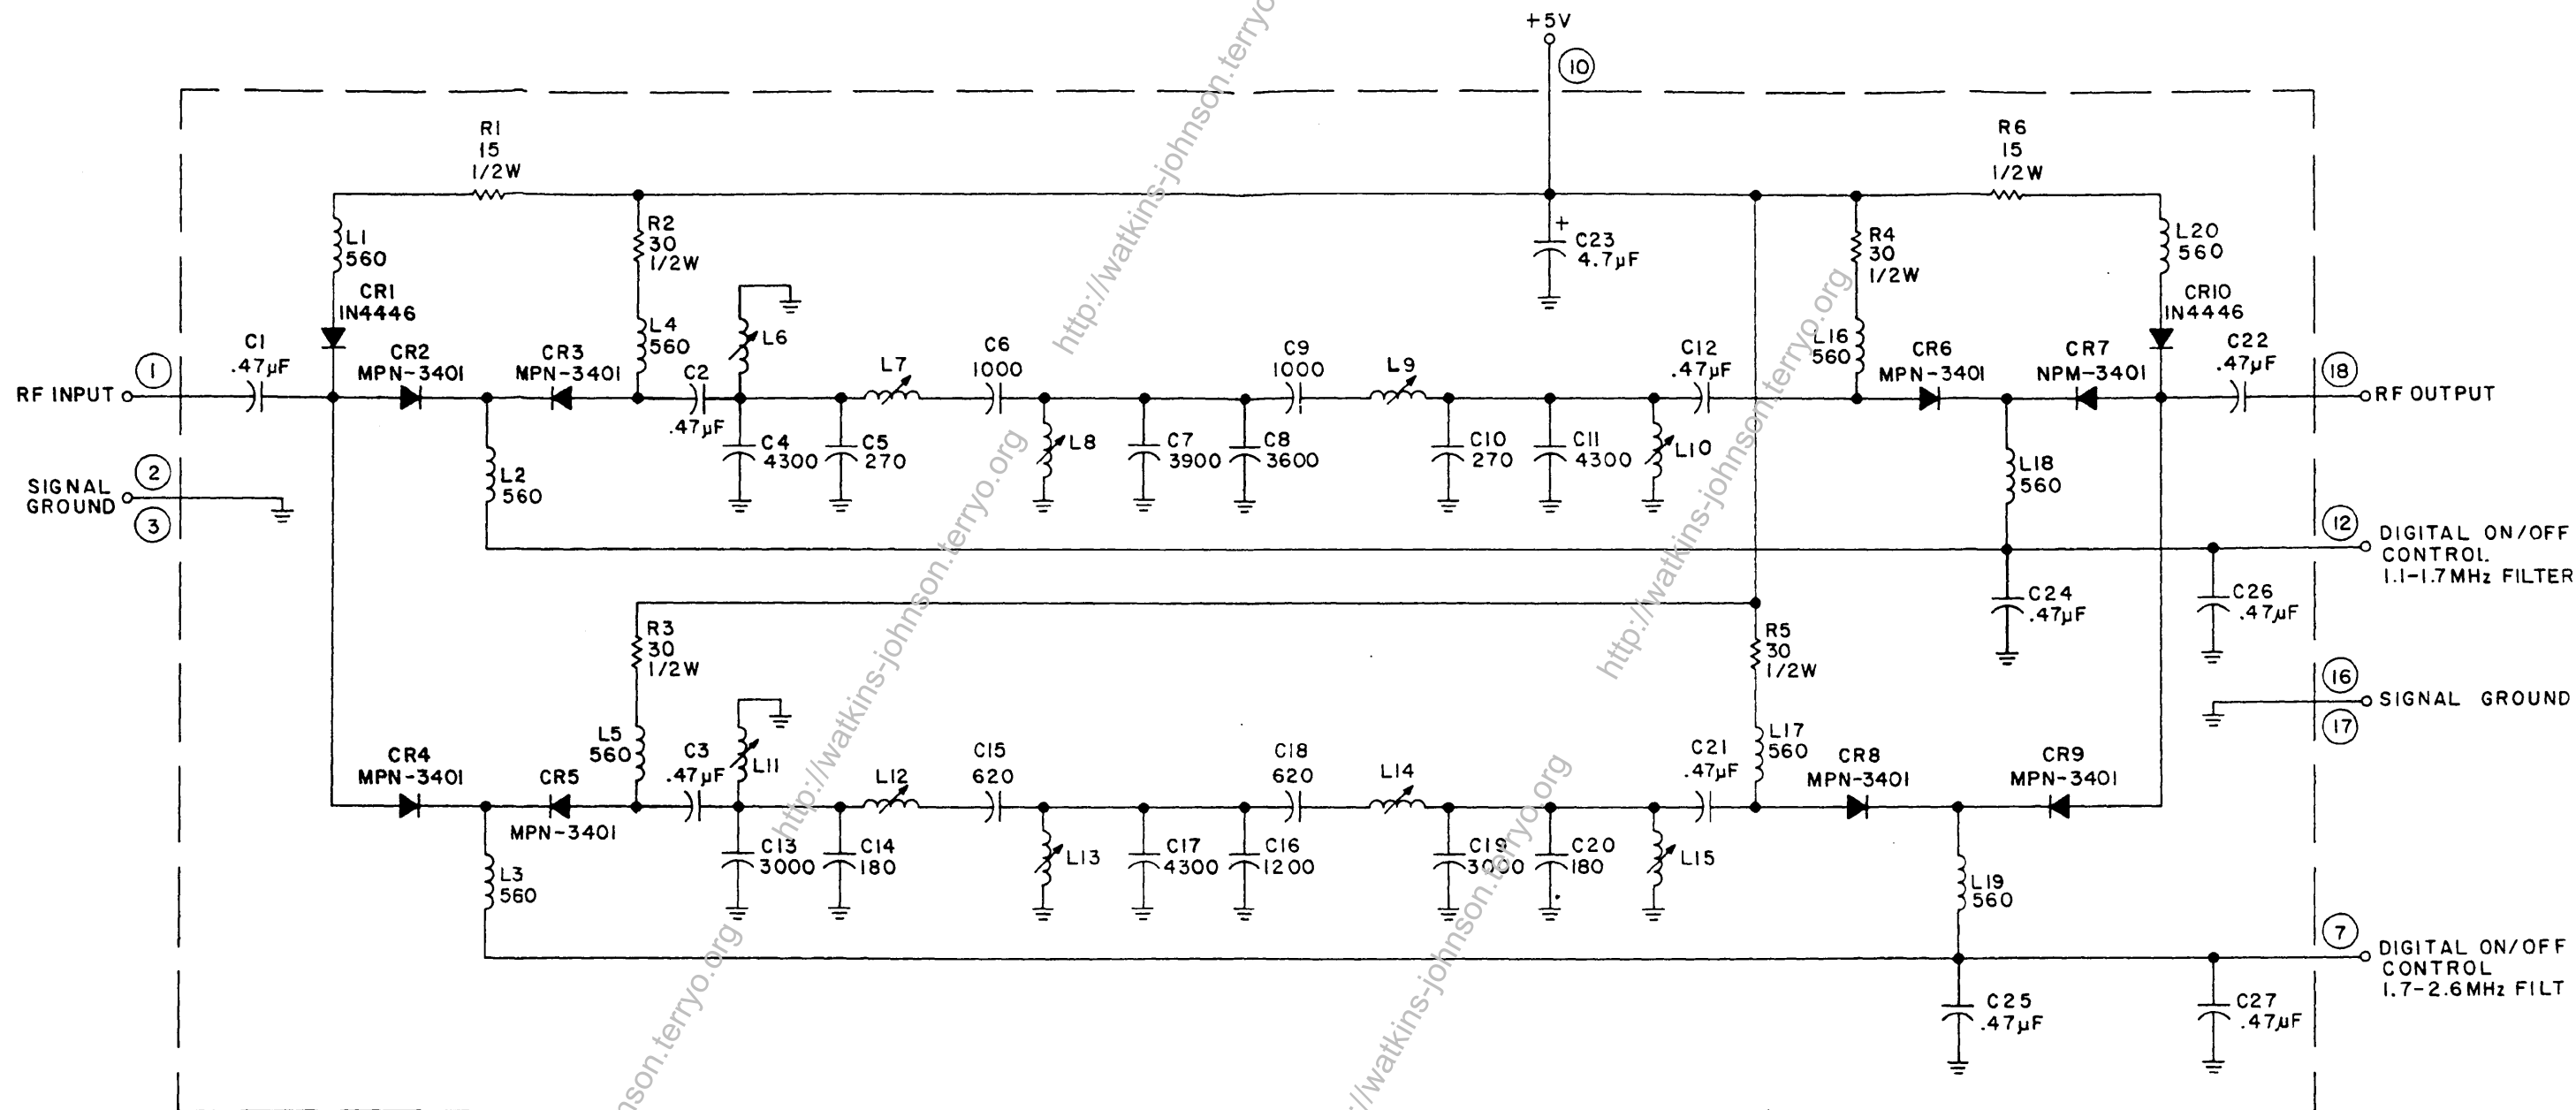 +5V
10
R1
15
1/2W
R6
15
1/2W
L1
560
R2
30
1/2W
C23
4.7µF
+
R4
30
1/2W
L20
560
CR1
IN4446
CR10
IN4446
C1
.47µF
CR2
MPN-3401
CR3
MPN-3401
L4
560
C2
.47µF
L6
L7
C6
1000
C9
1000
L9
C12
.47µF
L16
560
CR6
MPN-3401
CR7
NPM-3401
C22
.47µF
1
RF INPUT
18
RF OUTPUT
C4
4300
C5
270
L8
C7
3900
C8
3600
C10
270
C11
4300
L10
L2
560
L18
560
2
SIGNAL
GROUND
3
12
DIGITAL ON/OFF
CONTROL.
1.1-1.7MHz FILTER
C24
.47µF
C26
.47µF
R3
30
1/2W
R5
30
1/2W
16
SIGNAL GROUND
17
L5
560
C3
.47µF
L11
L12
C15
620
C18
620
L14
C21
.47µF
L17
560
CR4
MPN-3401
CR5
MPN-3401
CR8
MPN-3401
CR9
MPN-3401
C13
3000
C14
180
L13
C17
4300
C16
1200
C19
3000
C20
180
L15
L3
560
L19
560
7
DIGITAL ON/OFF
CONTROL
1.7-2.6MHz FILT
C25
.47µF
C27
.47µF
http://watkins-johnson.terryo
http://watkins-johnson.terryo.org
http://watkins-johnson.terryo.org
nson.terryo.org
://watkins-johnson.terryo.org